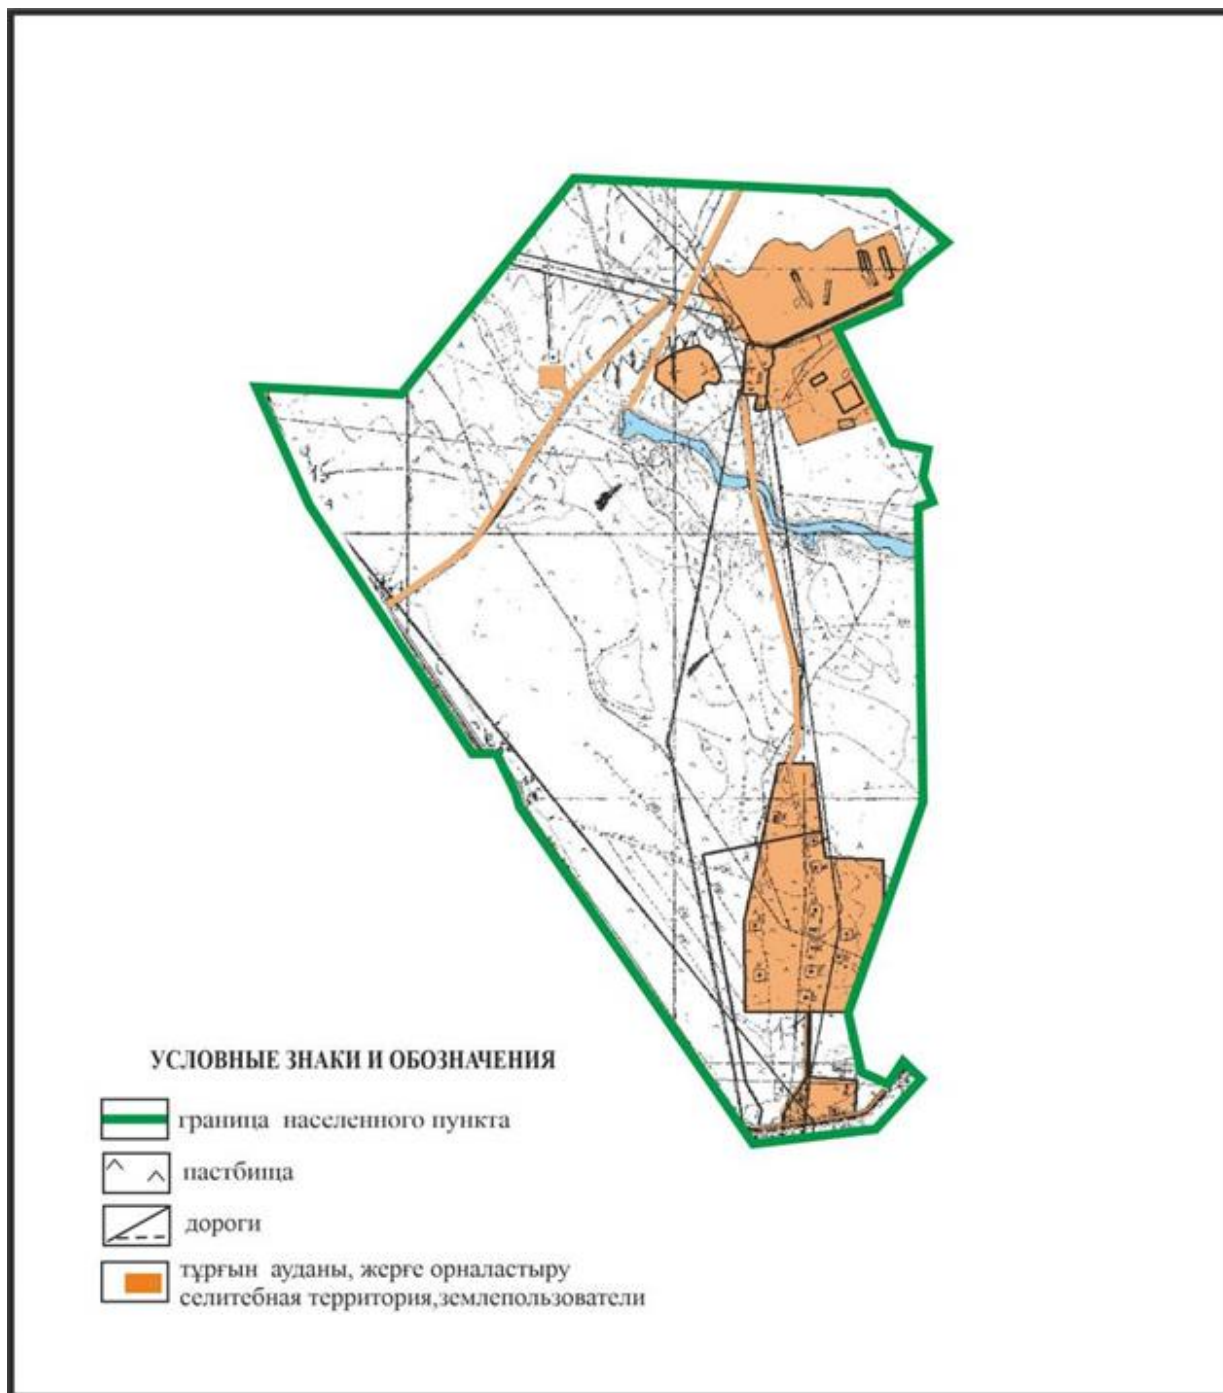 УСЛОВНЫЕ ЗНАКИ И ОБОЗНАЧЕНИЯ
граница населенного пункта
пастбища
дороги
тұрғын ауданы, жерге орналастыру
селитебная территория,землепользователи